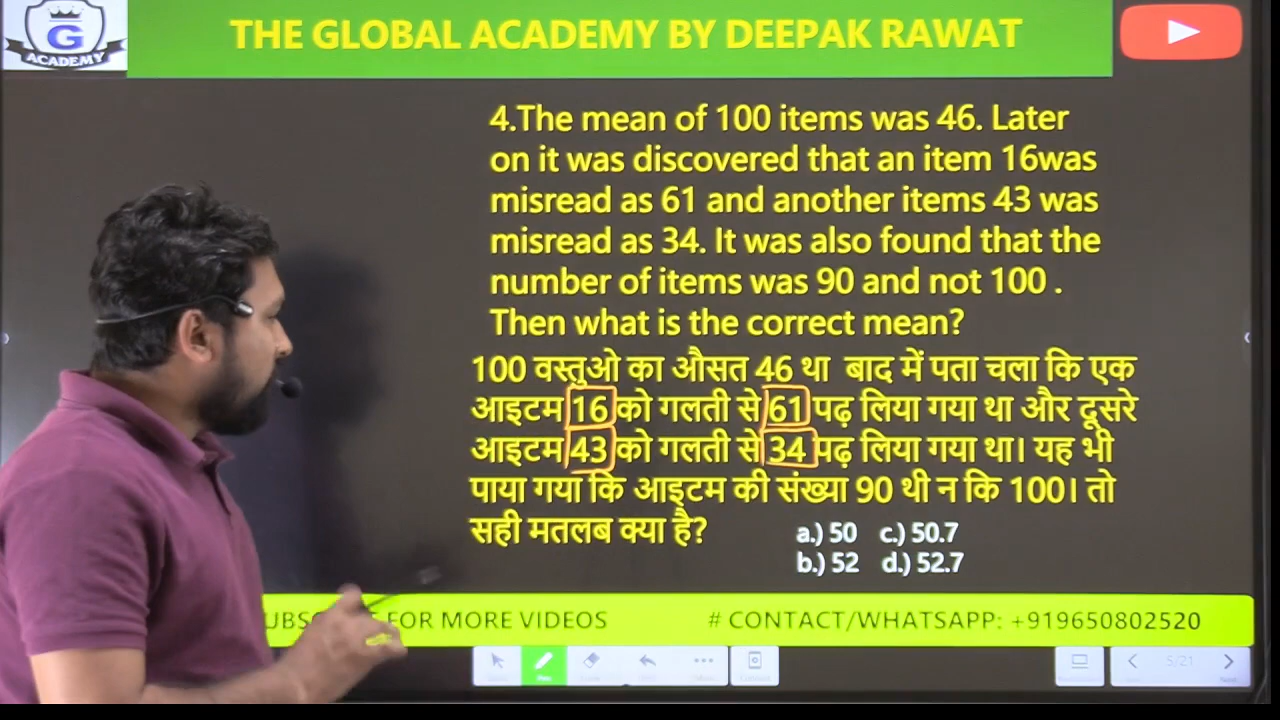 THE GLOBAL ACADEMY BY DEEPAK RAWAT
G
ACADEMY
4.The mean of 100 items was 46. Later
on it was discovered that an item 16was
misread as 61 and another items 43 was
misread as 34. It was also found that the
number of items was 90 and not 100 .
Then what is the correct mean?
100 वस्तुओ का औसत 46 था बाद में पता चला कि एक
आइटम 16 को गलती से 61 पढ़ लिया गया था और दूसरे
आइटम 43 को गलती से 34 पढ़ लिया गया था। यह भी
पाया गया कि आइटम की संख्या 90 थी न कि 100। तो
सही मतलब क्या है?
a.) 50 c.) 50.7
b.) 52 d.) 52.7
FOR MORE VIDEOS
# CONTACT/WHATSAPP: +919650802520
5/21